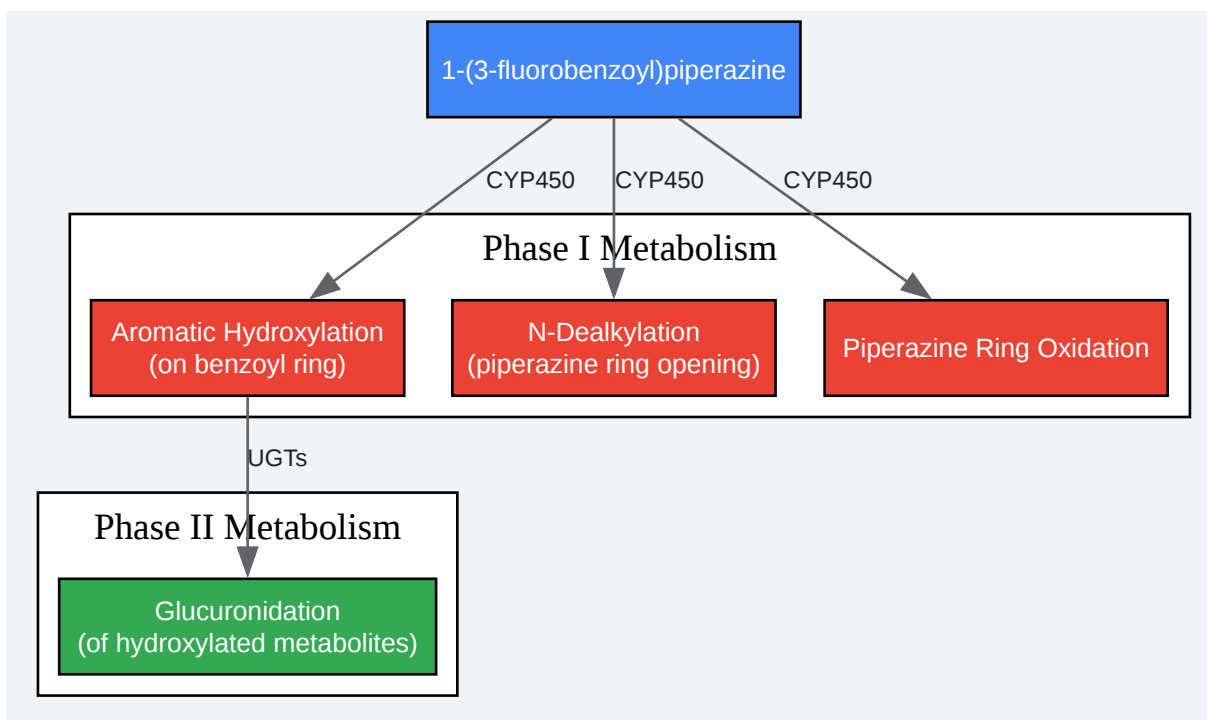 1-(3-fluorobenzoyl)piperazine
CYP450
CYP450
CYP450
Phase I Metabolism
Aromatic Hydroxylation
(on benzoyl ring)
N-Dealkylation
(piperazine ring opening)
Piperazine Ring Oxidation
UGTs
Phase II Metabolism
Glucuronidation
(of hydroxylated metabolites)